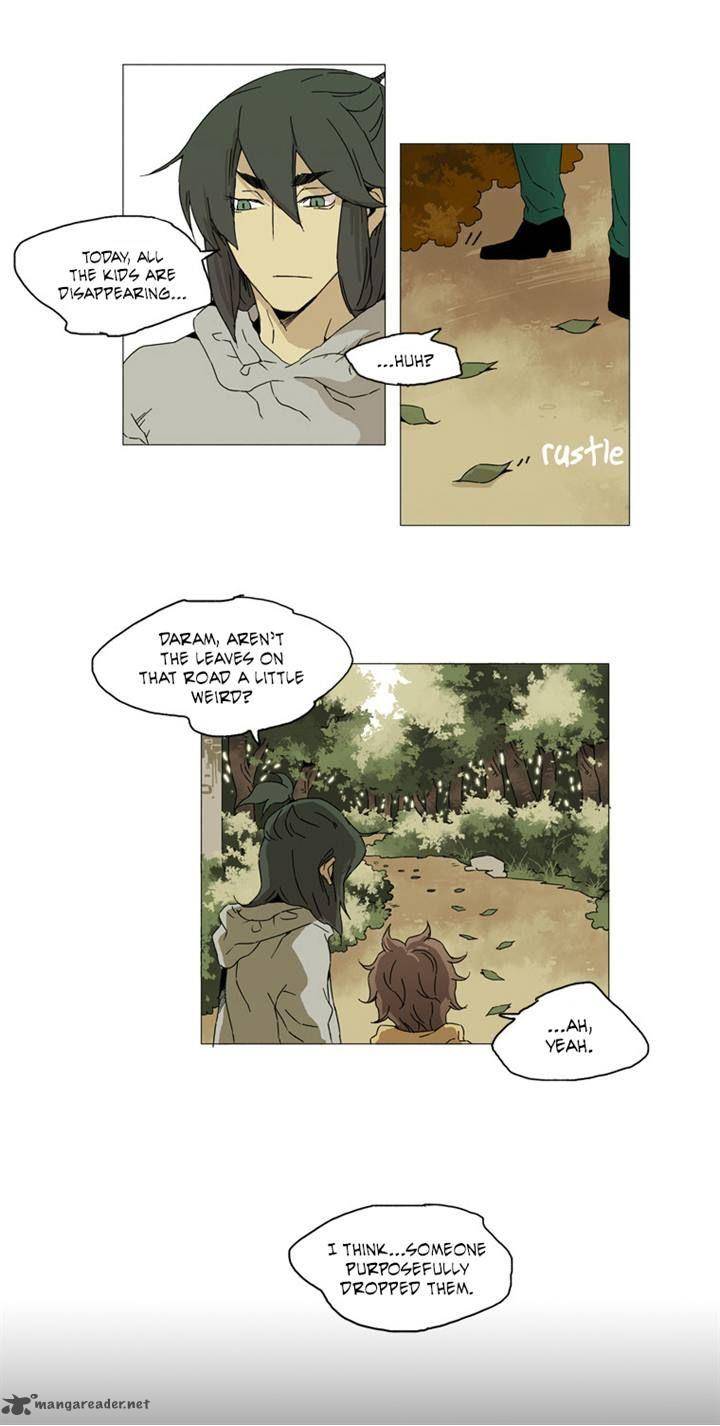 TODAY, ALL
THE KIDS ARE
DISAPPEARING...
...HUH?
rustle
DARAM, AREN'T
THE LEAVES ON
THAT ROAD A LITTLE
WEIRD?
...AH,
YEAH.
I THINK...SOMEONE
PURPOSEFULLY
DROPPED THEM.
mangareader.net